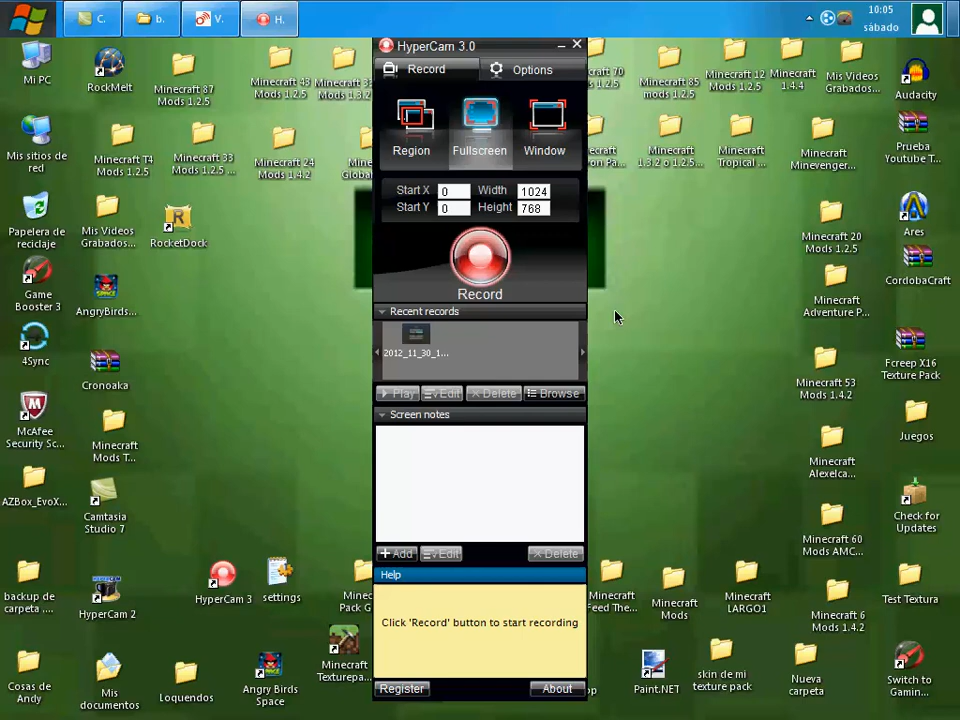 C.
b.
V.
H.
10:05
sábado
HyperCam 3.0
Record
Options
Region
Fullscreen
Window
Start X
0
Width
1024
Start Y
0
Height
768
Record
Recent records
2012_11_30_1...
Play
Edit
Delete
Browse
Screen notes
Add
Edit
Delete
Help
Click 'Record' button to start recording
Register
About
Mi PC
RockMelt
Minecraft 87
Mods 1.2.5
Minecraft 43
Mods 1.2.5
Mis sitios de
red
Minecraft T4
Mods 1.2.5
Minecraft 33
Mods 1.2.5 ...
Minecraft 24
Mods 1.4.2
Papelera de
reciclaje
Mis Videos
Grabados...
RocketDock
Game
Booster 3
AngryBirds...
4Sync
Cronoaka
McAfee
Security Sc...
Minecraft
Mods T...
AZBox_EvoX...
Camtasia
Studio 7
backup de
carpeta ....
HyperCam 2
HyperCam 3
settings
Minecraft
Pack G
Cosas de
Andy
Mis
documentos
Loquendos
Angry Birds
Space
Minecraft
Texturepa...
craft 70
Minecraft 85
mods 1.2.5
Minecraft 12
Mods 1.2.5
Minecraft
1.4.4
Mis Videos
Grabados...
Audacity
Minecraft
1.3.2 o 1.2.5...
Minecraft
Tropical ...
Minecraft
Minevenger...
Prueba
Youtube T...
Minecraft 20
Mods 1.2.5
Ares
Minecraft
Adventure P...
CordobaCraft
Minecraft 53
Mods 1.4.2
Fcreep X16
Texture Pack
Minecraft
Alexelca...
Juegos
Minecraft 60
Mods AMC...
Check for
Updates
Minecraft
Feed The...
Minecraft
Mods
Minecraft
LARGO1
Minecraft 6
Mods 1.4.2
Test Textura
Paint.NET
skin de mi
texture pack
Nueva
carpeta
Switch to
Gamin...